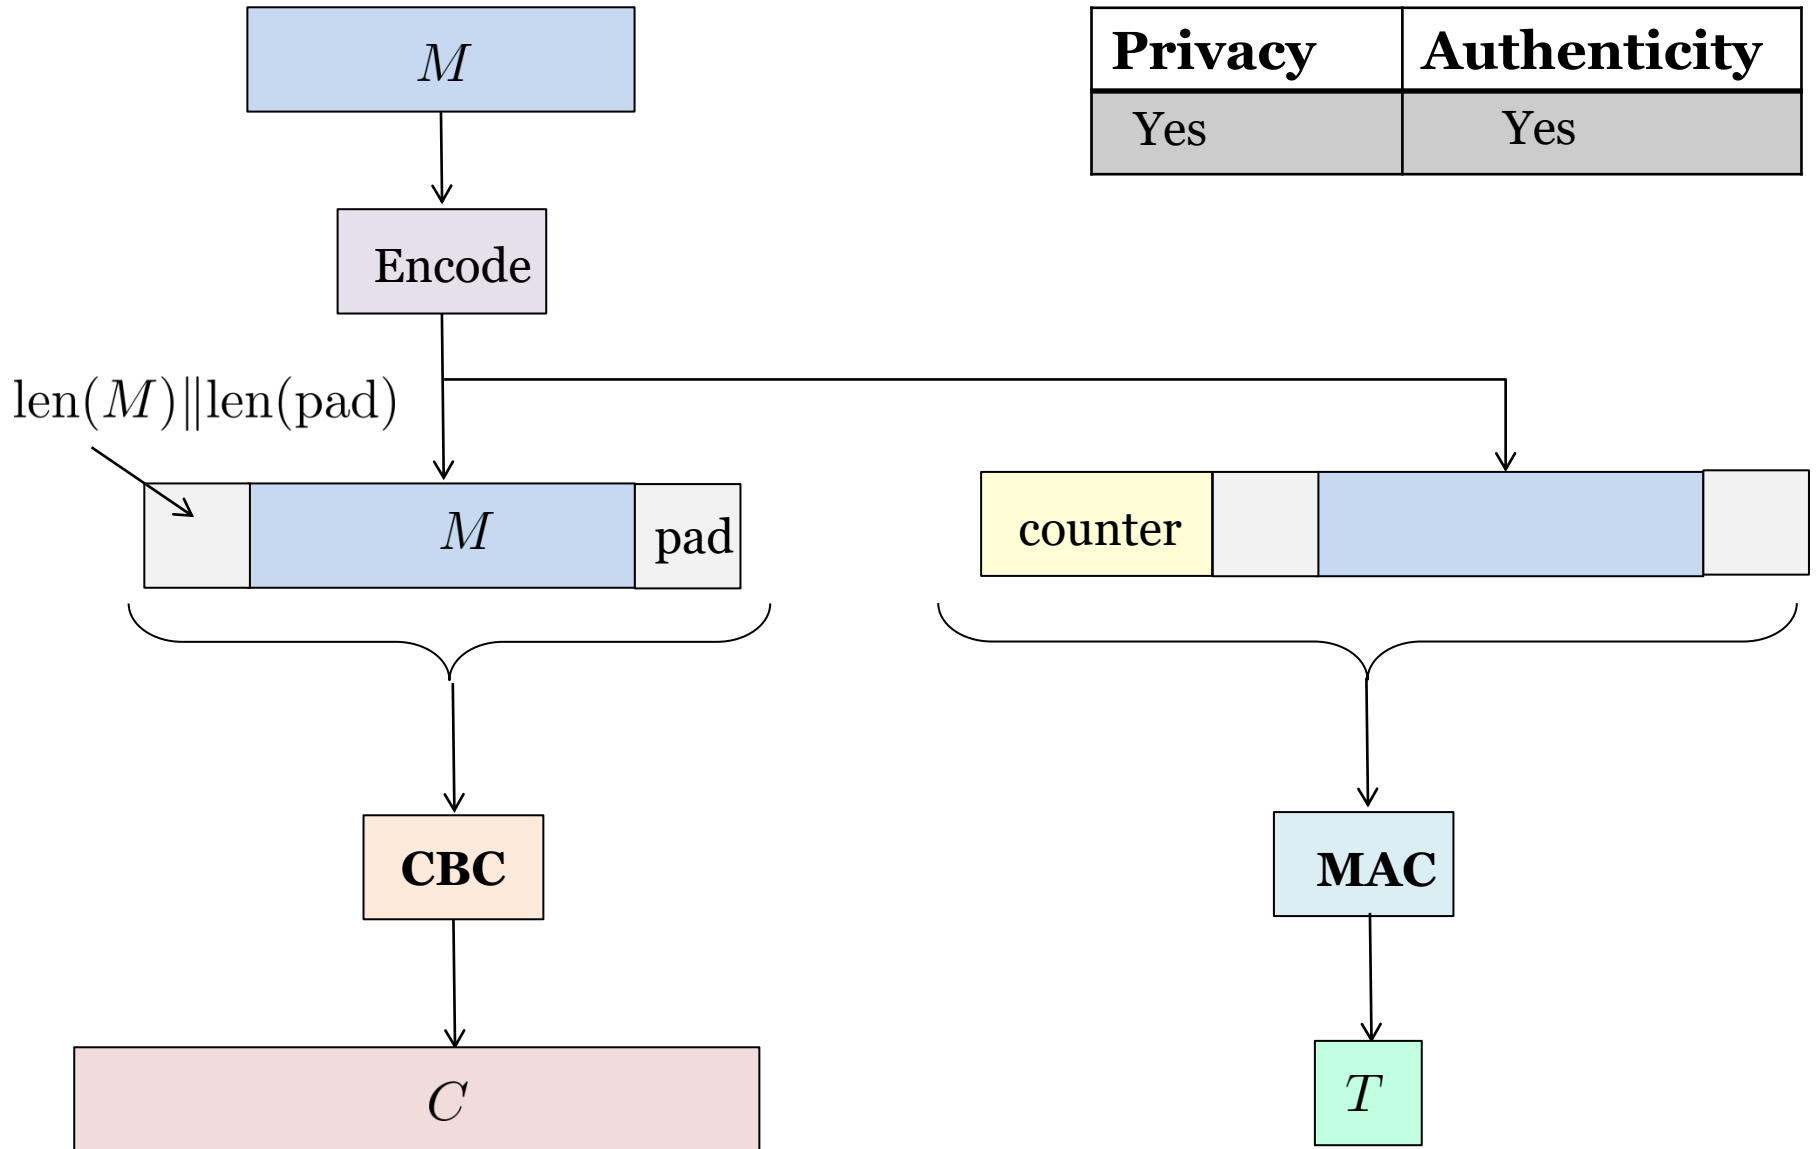 M
Privacy Authenticity
Yes Yes
Encode
len(M)||len(pad)
M pad
counter
CBC
MAC
C
T